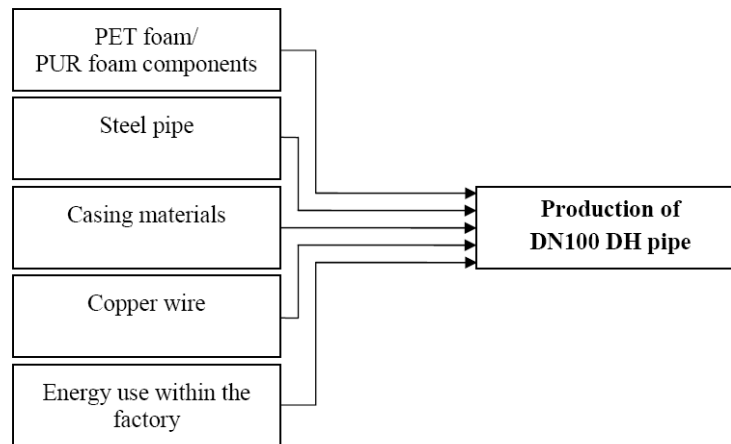 PET foam/
PUR foam components
Steel pipe
Casing materials
Copper wire
Energy use within the
factory
Production of
DN100 DH pipe